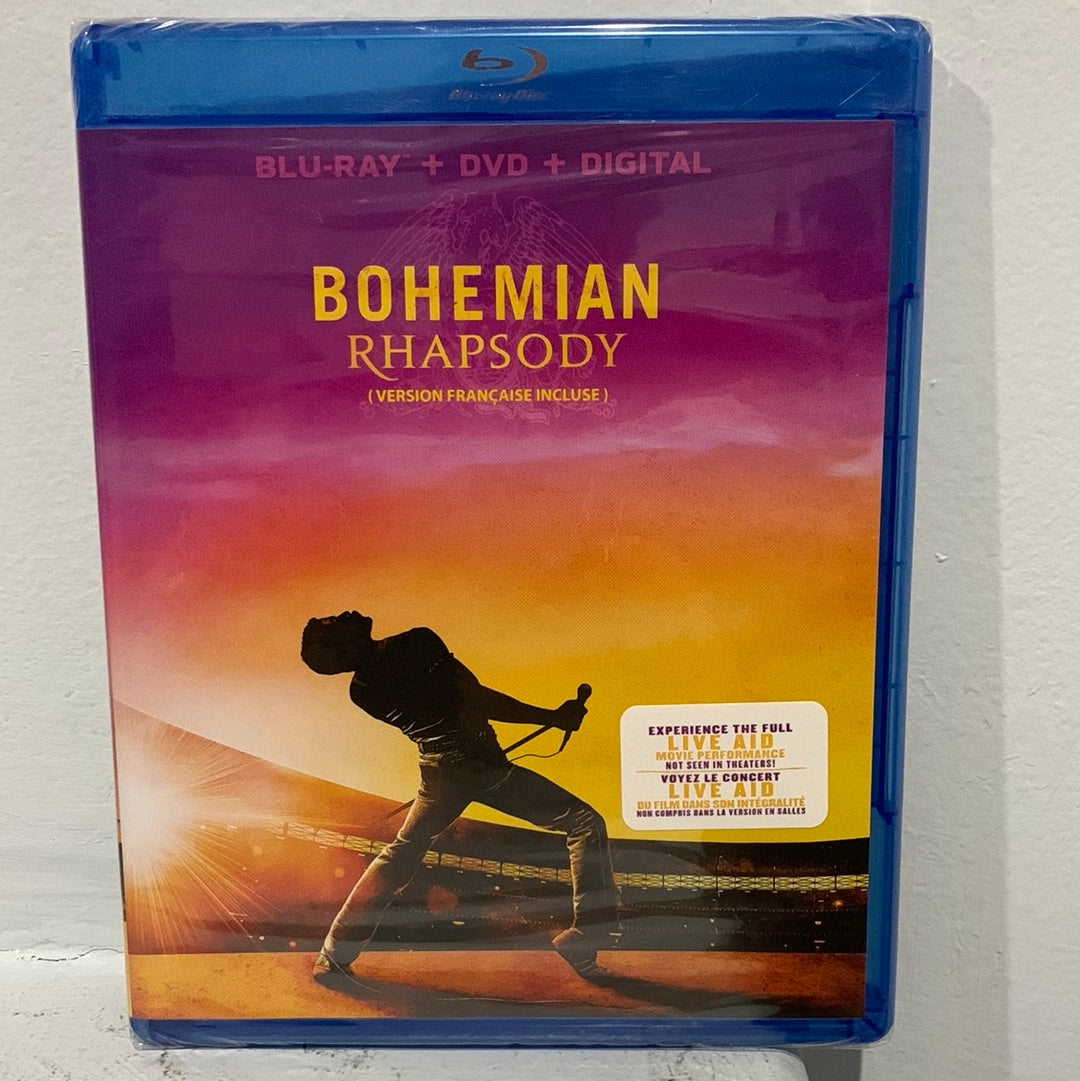 Blu-ray Disc
BLU-RAY™ + DVD + DIGITAL
BOHEMIAN
RHAPSODY
( VERSION FRANÇAISE INCLUSE )
EXPERIENCE THE FULL
LIVE AID
MOVIE PERFORMANCE
NOT SEEN IN THEATERS!
VOYEZ LE CONCERT
LIVE AID
DU FILM DANS SON INTÉGRALITÉ
NON COMPRIS DANS LA VERSION EN SALLES